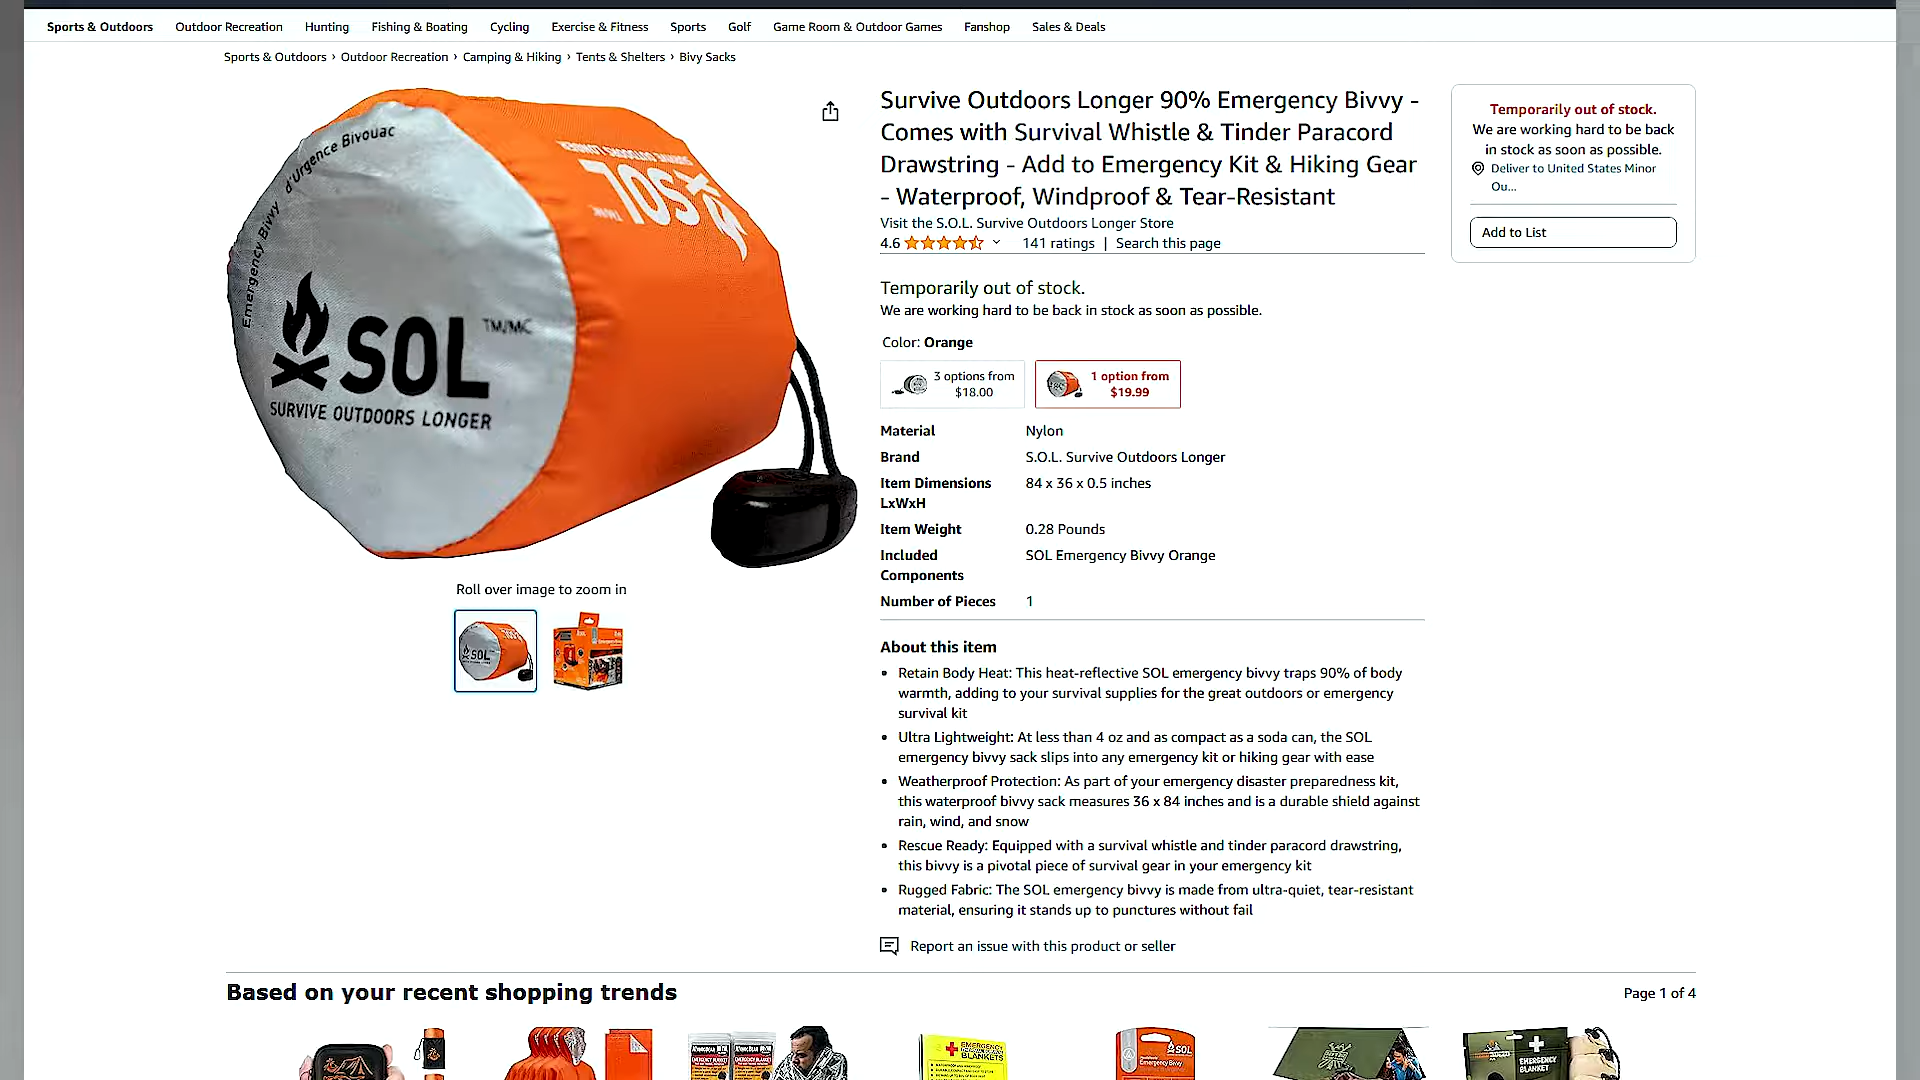 Sports & Outdoors Outdoor Recreation Hunting Fishing & Boating Cycling Exercise & Fitness Sports Golf Game Room & Outdoor Games Fanshop Sales & Deals
Sports & Outdoors › Outdoor Recreation › Camping & Hiking › Tents & Shelters › Bivy Sacks
d'Urgence Bivouac
Emergency Bivvy
SURVIVE OUTDOORS LONGER
SOL
TM/MC
SOL TM/MC
SURVIVE OUTDOORS LONGER
Roll over image to zoom in
Survive Outdoors Longer 90% Emergency Bivvy -
Comes with Survival Whistle & Tinder Paracord
Drawstring - Add to Emergency Kit & Hiking Gear
- Waterproof, Windproof & Tear-Resistant
Visit the S.O.L. Survive Outdoors Longer Store
4.6 141 ratings | Search this page
Temporarily out of stock.
We are working hard to be back in stock as soon as possible.
Color: Orange
3 options from
$18.00
1 option from
$19.99
Material Nylon
Brand S.O.L. Survive Outdoors Longer
Item Dimensions 84 x 36 x 0.5 inches
LxWxH
Item Weight 0.28 Pounds
Included SOL Emergency Bivvy Orange
Components
Number of Pieces 1
About this item
• Retain Body Heat: This heat-reflective SOL emergency bivvy traps 90% of body
warmth, adding to your survival supplies for the great outdoors or emergency
survival kit
• Ultra Lightweight: At less than 4 oz and as compact as a soda can, the SOL
emergency bivvy sack slips into any emergency kit or hiking gear with ease
• Weatherproof Protection: As part of your emergency disaster preparedness kit,
this waterproof bivvy sack measures 36 x 84 inches and is a durable shield against
rain, wind, and snow
• Rescue Ready: Equipped with a survival whistle and tinder paracord drawstring,
this bivvy is a pivotal piece of survival gear in your emergency kit
• Rugged Fabric: The SOL emergency bivvy is made from ultra-quiet, tear-resistant
material, ensuring it stands up to punctures without fail
Report an issue with this product or seller
Temporarily out of stock.
We are working hard to be back
in stock as soon as possible.
Deliver to United States Minor
Ou...
Add to List
Based on your recent shopping trends
Page 1 of 4
EMERGENCY
BLANKETS
SOL
Emergency Bivvy
EMERGENCY
BLANKET